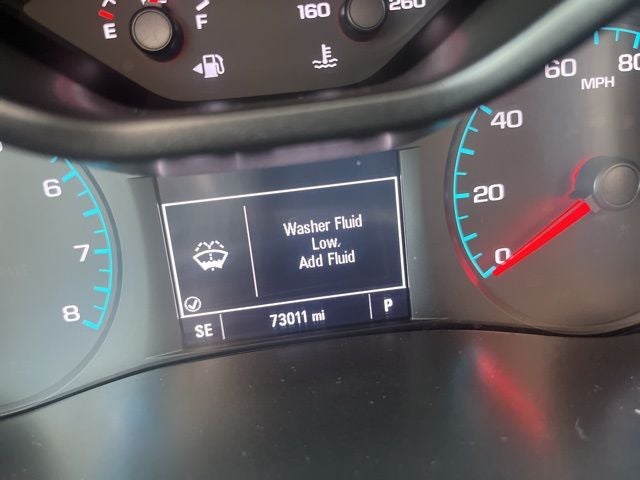 E F
160 260
60 80
MPH
40
20
0
6
7
8
Washer Fluid
Low,
Add Fluid
SE 73011 mi P